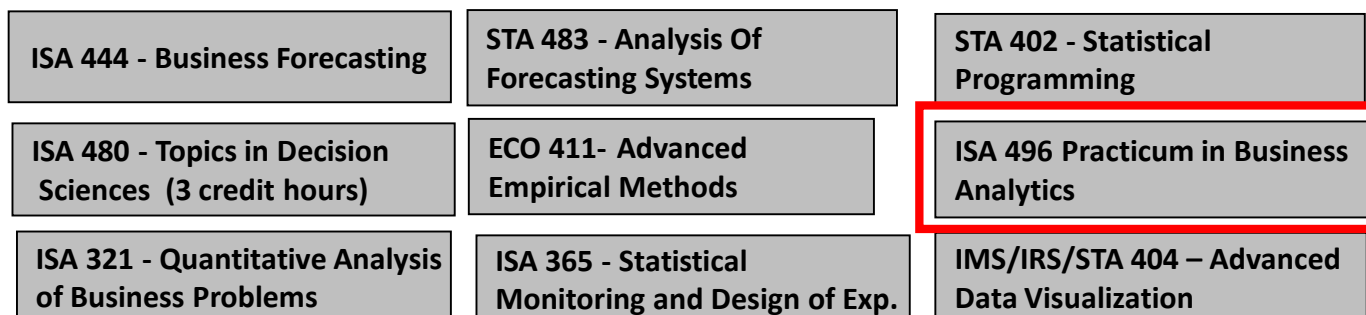 ISA 444 - Business Forecasting
STA 483 - Analysis Of
Forecasting Systems
STA 402 - Statistical
Programming
ISA 480 - Topics in Decision
Sciences (3 credit hours)
ECO 411- Advanced
Empirical Methods
ISA 496 Practicum in Business
Analytics
ISA 321 - Quantitative Analysis
of Business Problems
ISA 365 - Statistical
Monitoring and Design of Exp.
IMS/IRS/STA 404 – Advanced
Data Visualization